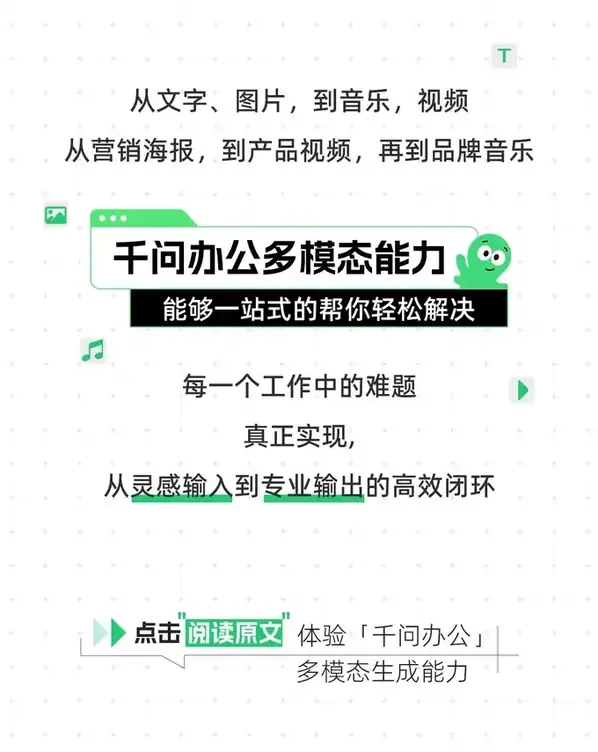 T
从文字、图片，到音乐，视频
从营销海报，到产品视频，再到品牌音乐
千问办公多模态能力
能够一站式的帮你轻松解决
每一个工作中的难题
真正实现,
从灵感输入到专业输出的高效闭环
点击"阅读原文"体验「千问办公」
多模态生成能力